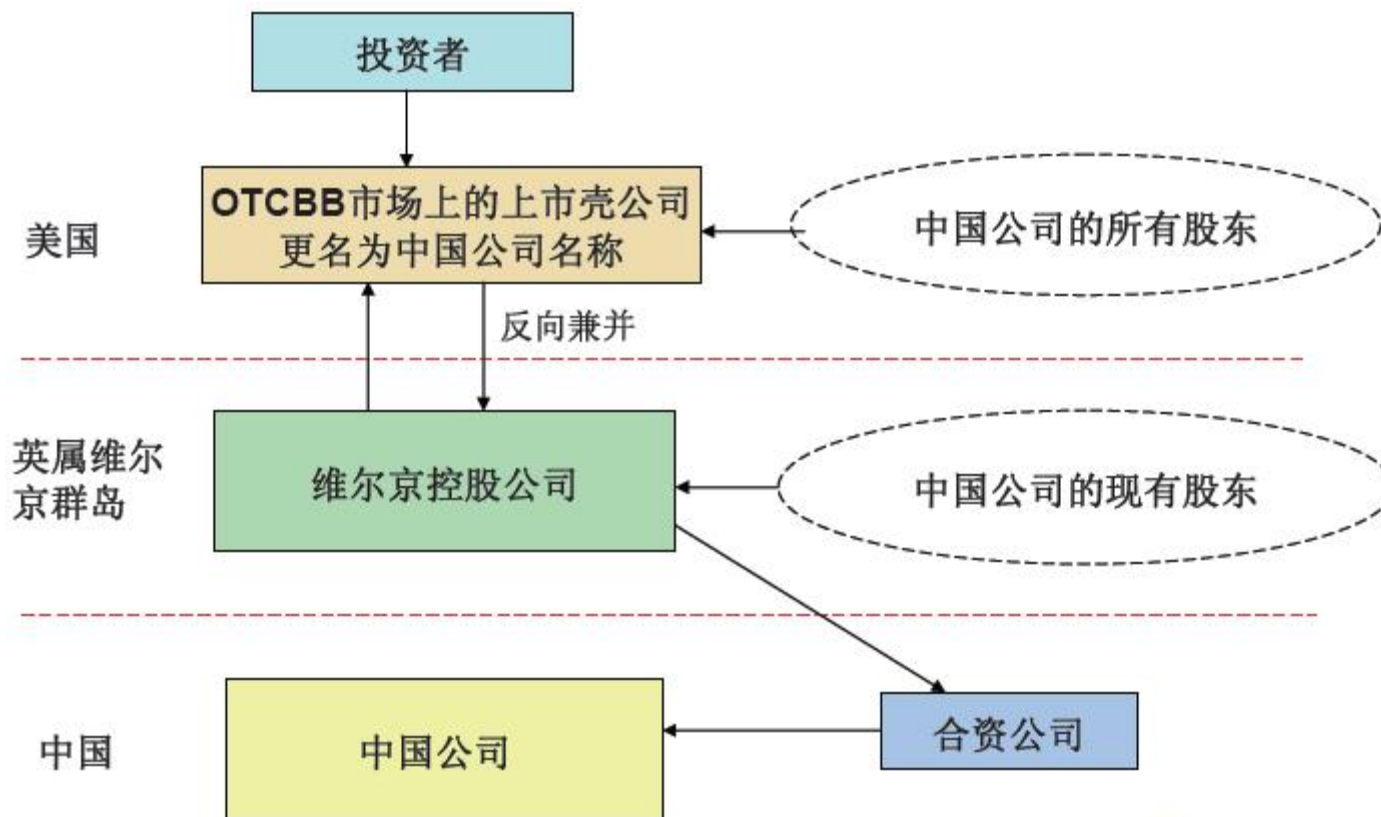 投资者
OTCBB市场上的上市壳公司
更名为中国公司名称
美国
中国公司的所有股东
反向兼并
英属维尔
京群岛
维尔京控股公司
中国公司的现有股东
中国
中国公司
合资公司